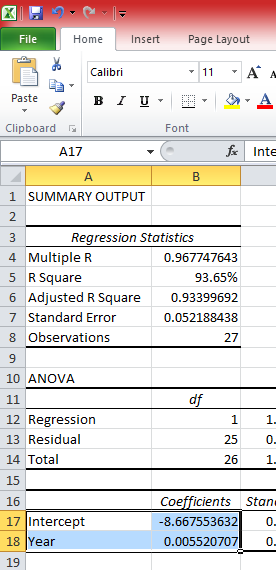 File Home Insert Page Layout
Paste
Calibri 11 A A
B I U A
Clipboard Font
A17 fx Inte
A B
1 SUMMARY OUTPUT
2
3 Regression Statistics
4 Multiple R 0.967747643
5 R Square 93.65%
6 Adjusted R Square 0.93399692
7 Standard Error 0.052188438
8 Observations 27
9
10 ANOVA
11 df
12 Regression 1 1.
13 Residual 25 0.
14 Total 26 1.
15
16 Coefficients Stan
17 Intercept -8.667553632 0.
18 Year 0.005520707 0.
19